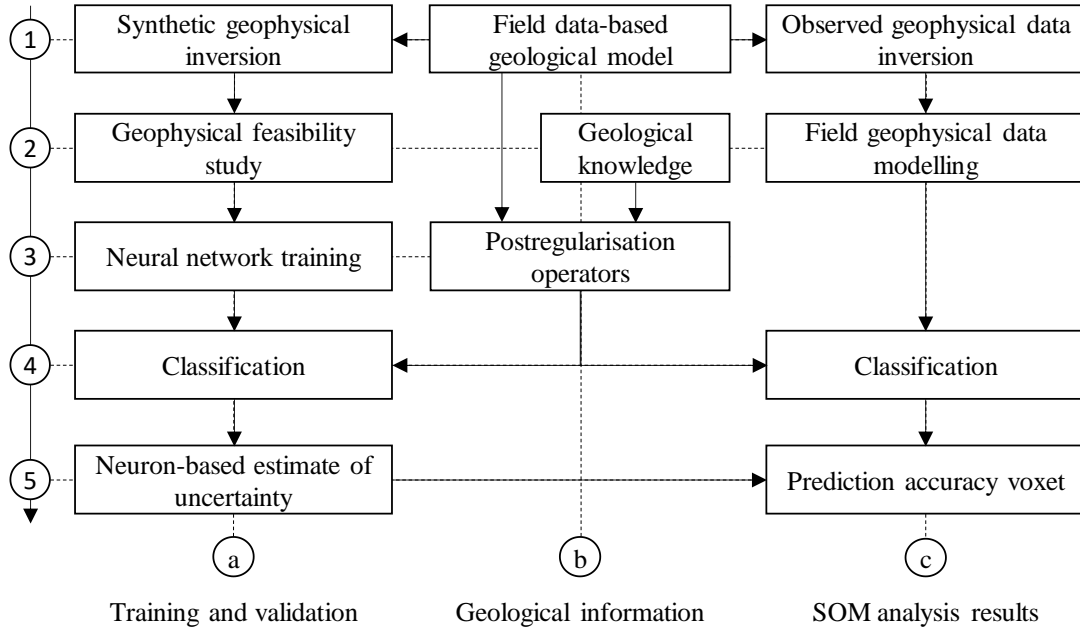 1
Synthetic geophysical
inversion
Field data-based
geological model
Observed geophysical data
inversion
2
Geophysical feasibility
study
Geological
knowledge
Field geophysical data
modelling
3
Neural network training
Postregularisation
operators
4
Classification
Classification
5
Neuron-based estimate of
uncertainty
Prediction accuracy voxet
a
b
c
Training and validation
Geological information
SOM analysis results